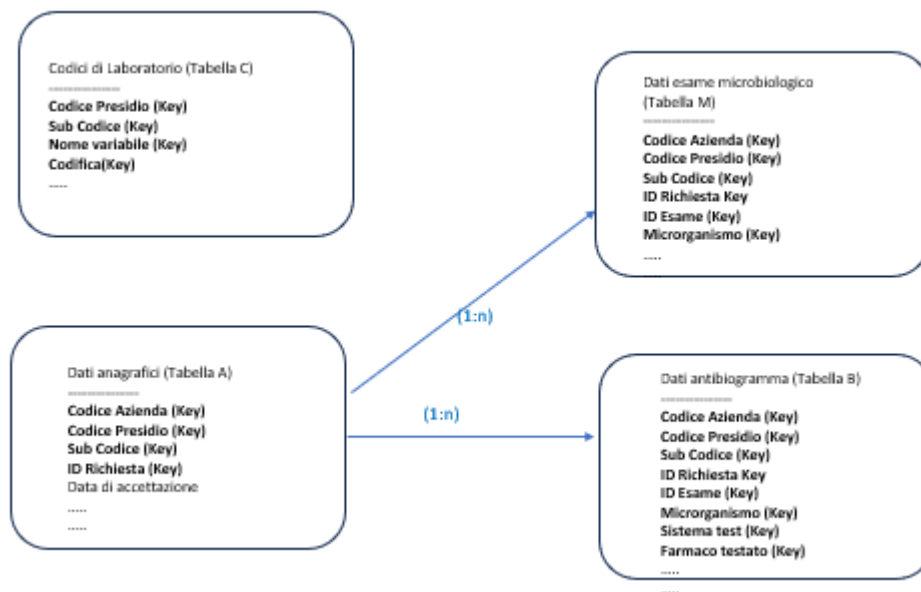 Codici di Laboratorio (Tabella C)
----------------
Codice Presidio (Key)
Sub Codice (Key)
Nome variabile (Key)
Codifica(Key)
....
Dati esame microbiologico
(Tabella M)
----------------
Codice Azienda (Key)
Codice Presidio (Key)
Sub Codice (Key)
ID Richiesta Key
ID Esame (Key)
Microrganismo (Key)
.....
(1:n)
Dati anagrafici (Tabella A)
----------------
Codice Azienda (Key)
Codice Presidio (Key)
Sub Codice (Key)
ID Richiesta (Key)
Data di accettazione
.....
.....
(1:n)
Dati antibiogramma (Tabella B)
----------------
Codice Azienda (Key)
Codice Presidio (Key)
Sub Codice (Key)
ID Richiesta Key
ID Esame (Key)
Microrganismo (Key)
Sistema test (Key)
Farmaco testato (Key)
.....
....